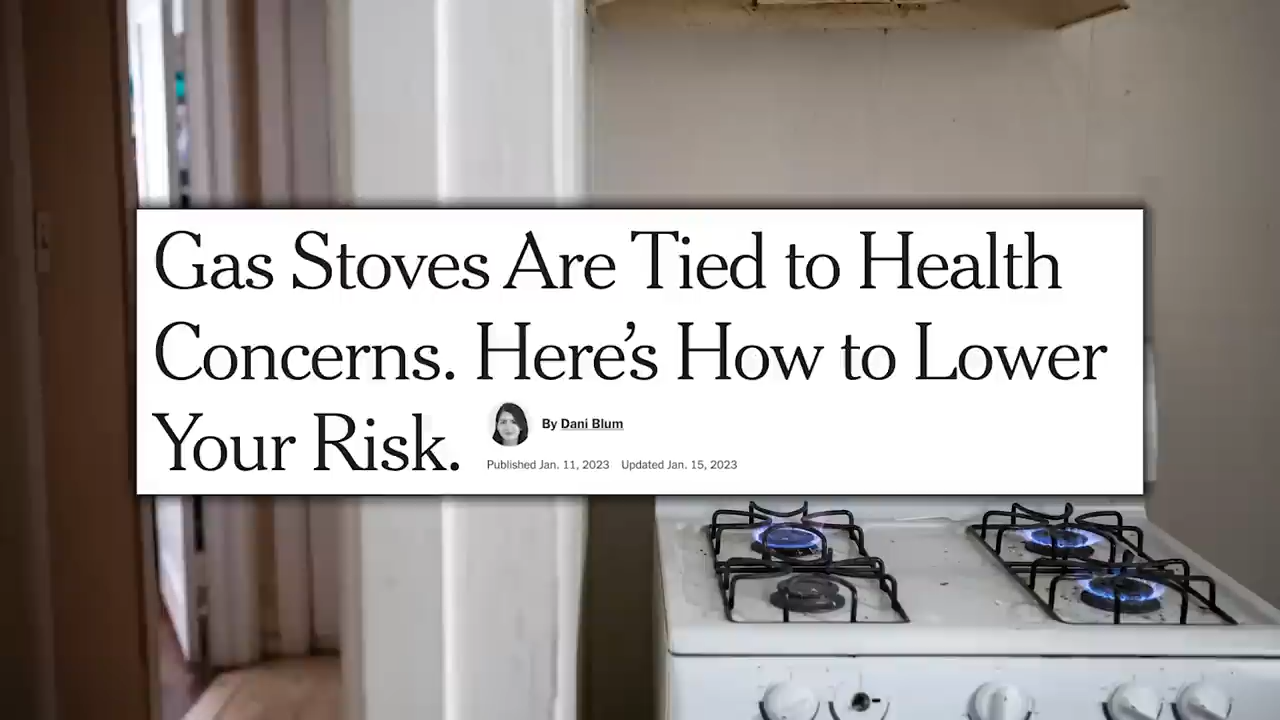 Gas Stoves Are Tied to Health
Concerns. Here’s How to Lower
Your Risk.
By Dani Blum
Published Jan. 11, 2023 Updated Jan. 15, 2023